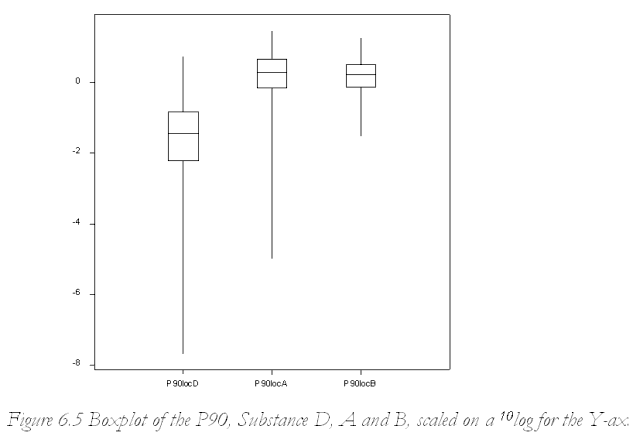 0
-2
-4
-6
-8
P90locD P90locA P90locB
Figure 6.5 Boxplot of the P90, Substance D, A and B, scaled on a ¹⁰log for the Y-ax.